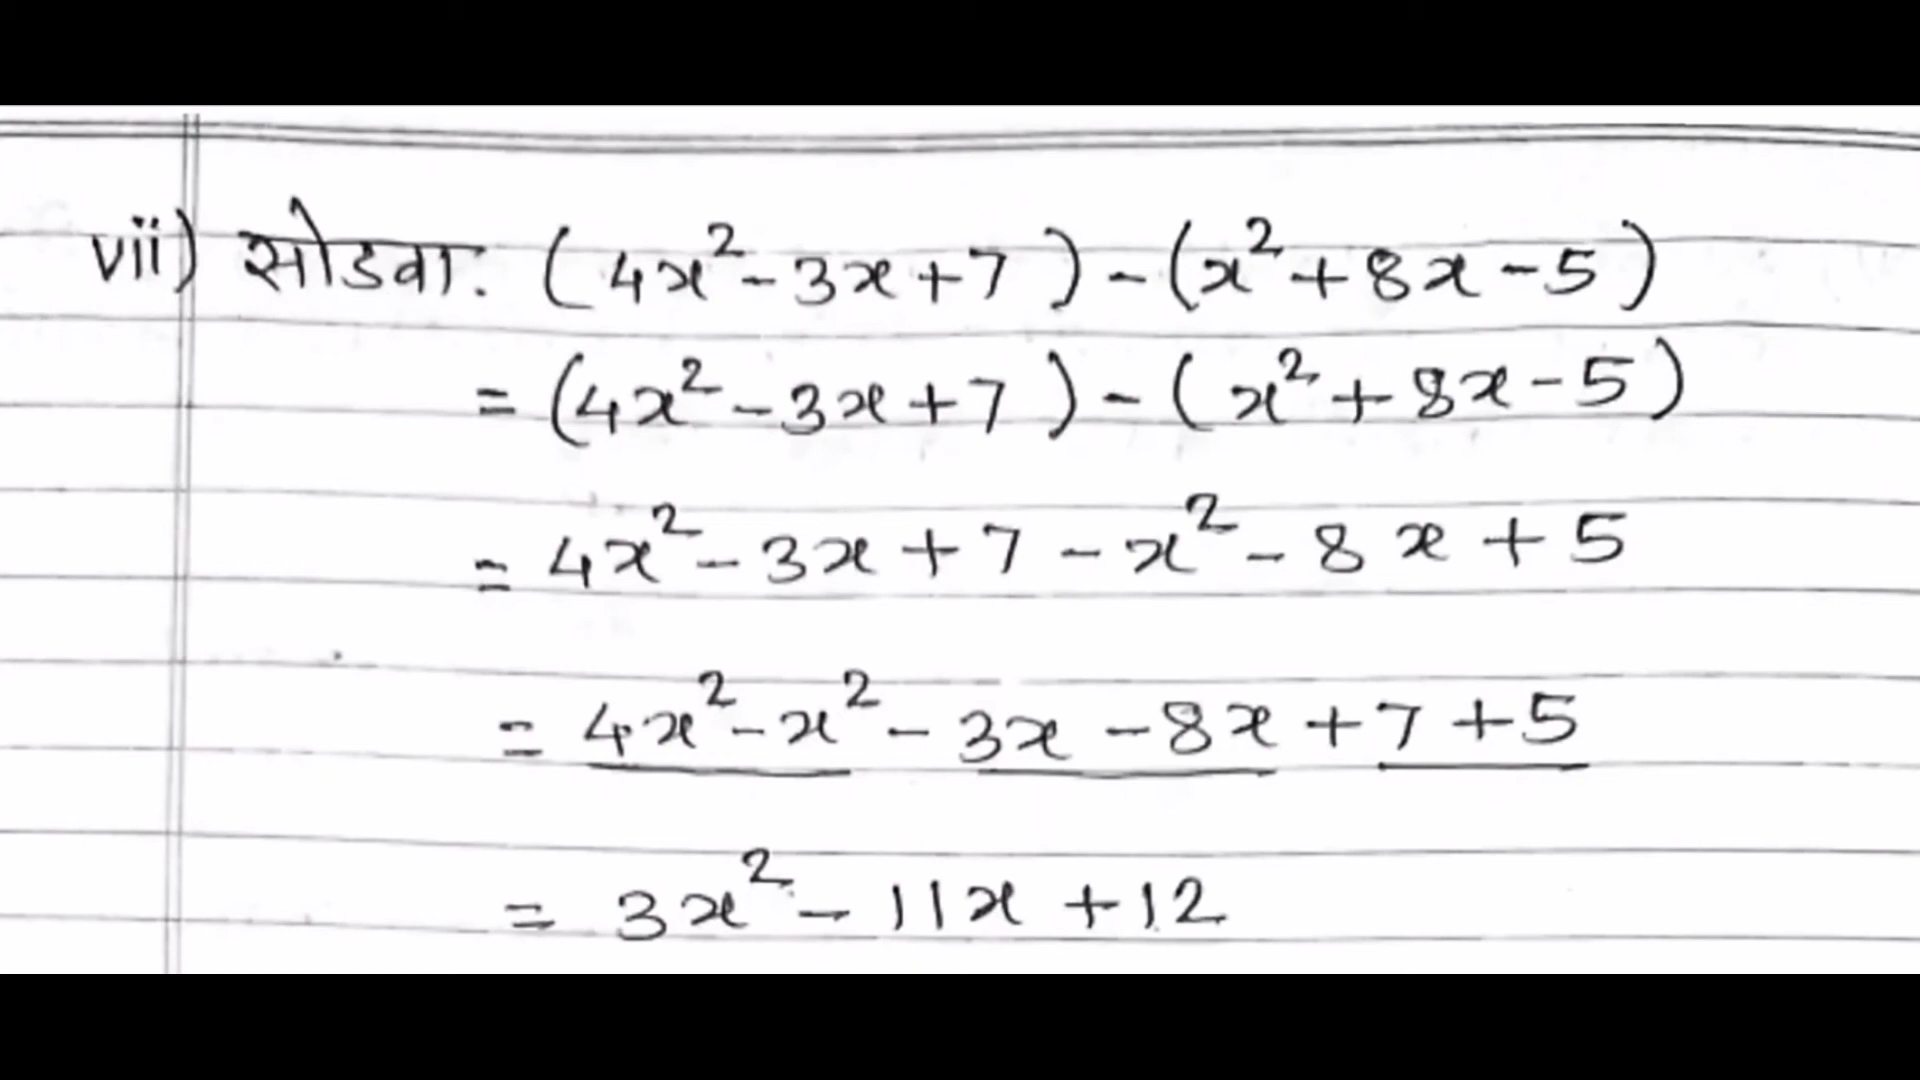 vii) सोडवा. (4x² - 3x + 7) - (x² + 8x - 5)
= (4x² - 3x + 7) - (x² + 8x - 5)
= 4x² - 3x + 7 - x² - 8x + 5
= 4x² - x² - 3x - 8x + 7 + 5
= 3x² - 11x + 12